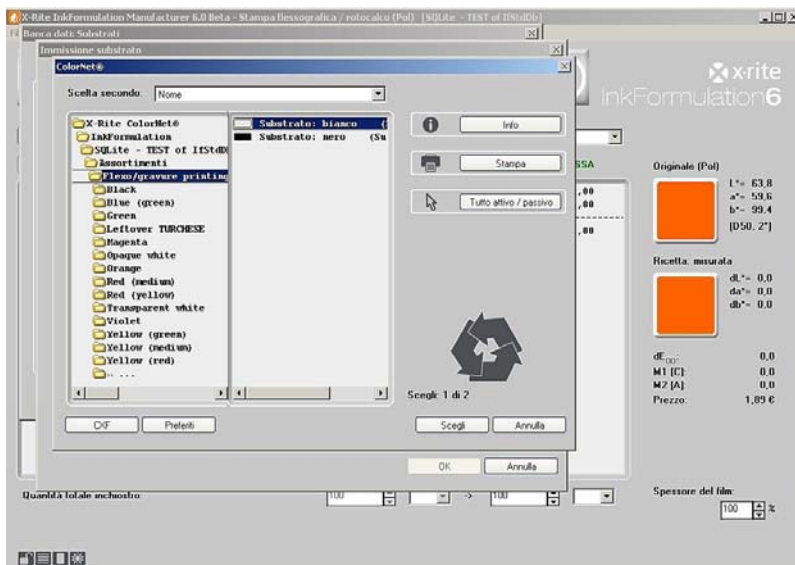 X-Rite InkFormulation Manufacturer 6.0 Beta - Stampa flessografica / rotocalco (Pol) [SQLite - TEST of IfStdDb]
Banca dati: Substrati
Immissione substrato
ColorNet®
Scelta secondo: Nome
X-Rite ColorNet®
InkFormulation
SQLite - TEST of IfStdD
Assortimenti
Flexo/gravure printing
Black
Blue (green)
Green
Leftover TURCHESE
Magenta
Opaque white
Orange
Red (medium)
Red (yellow)
Transparent white
Violet
Yellow (green)
Yellow (medium)
Yellow (red)
.. ...
Substrato: bianco (
Substrato: nero (Su
Info
Stampa
Tutto attivo / passivo
Scegli: 1 di 2
CXF
Preferiti
Scegli
Annulla
OK
Annulla
x-rite
InkFormulation6
SSA
,00
,00
,00
Originale (Pol)
L*= 63,8
a*= 59,6
b*= 99,4
[D50, 2°]
Ricetta: misurata
dL*= 0,0
da*= 0,0
db*= 0,0
dE00: 0,0
M1 [C]: 0,0
M2 [A]: 0,0
Prezzo: 1,89 €
Quantità totale inchiostro: 100 -> 100
Spessore del film:
100 %